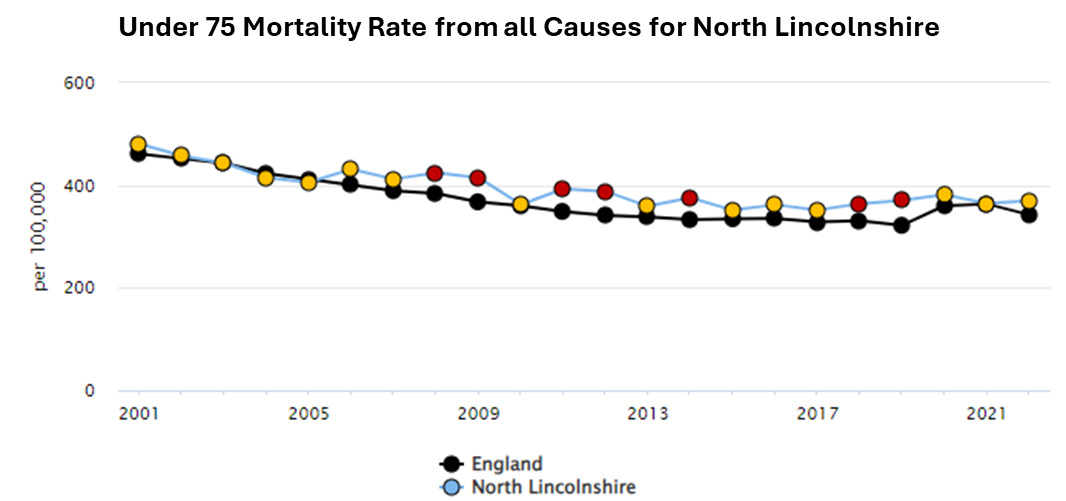 Under 75 Mortality Rate from all Causes for North Lincolnshire
600
400
200
0
per 100,000
2001 2005 2009 2013 2017 2021
England
North Lincolnshire